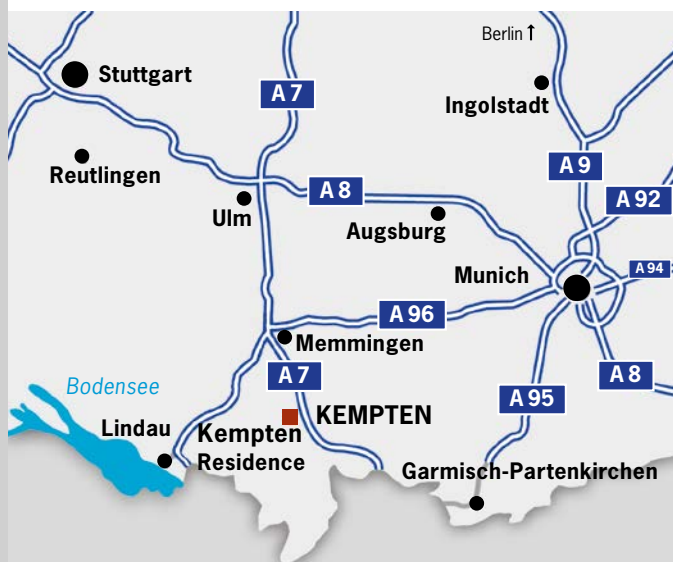 Berlin ↑
Stuttgart
A 7
Ingolstadt
Reutlingen
A 9
A 8
A 92
Ulm
Augsburg
Munich
A 94
A 96
Memmingen
A 7
A 8
Bodensee
A 95
KEMPTEN
Lindau
Kempten
Residence
Garmisch-Partenkirchen